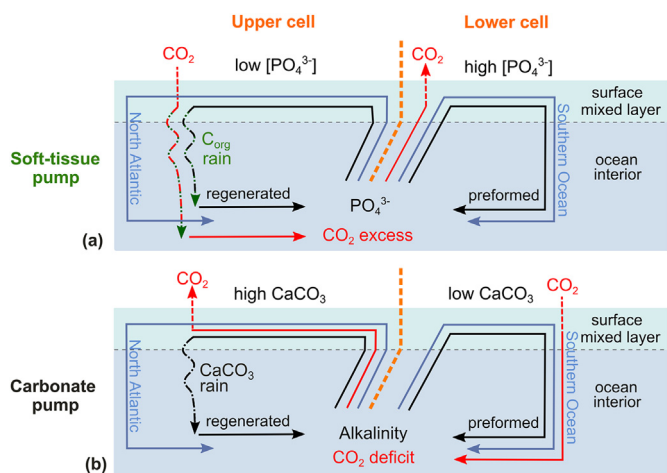 Upper cell
Lower cell
CO₂
low [PO₄³⁻]
CO₂
high [PO₄³⁻]
surface
mixed layer
North Atlantic
C_org
rain
Southern Ocean
ocean
interior
Soft-tissue
pump
regenerated
PO₄³⁻
preformed
(a)
CO₂ excess
CO₂
high CaCO₃
low CaCO₃
CO₂
surface
mixed layer
North Atlantic
CaCO₃
rain
Southern Ocean
ocean
interior
Carbonate
pump
regenerated
Alkalinity
preformed
(b)
CO₂ deficit